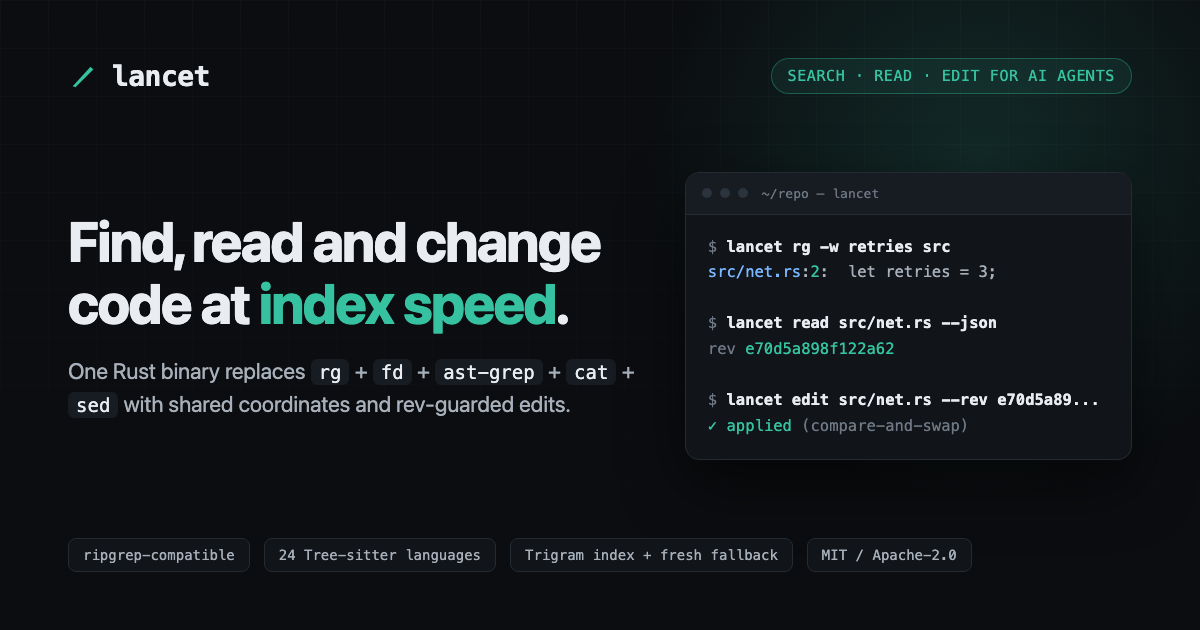 lancet
SEARCH · READ · EDIT FOR AI AGENTS
Find, read and change
code at index speed.
One Rust binary replaces rg + fd + ast-grep + cat +
sed with shared coordinates and rev-guarded edits.
~/repo — lancet
$ lancet rg -w retries src
src/net.rs:2:  let retries = 3;
$ lancet read src/net.rs --json
rev e70d5a898f122a62
$ lancet edit src/net.rs --rev e70d5a89...
✓ applied (compare-and-swap)
ripgrep-compatible
24 Tree-sitter languages
Trigram index + fresh fallback
MIT / Apache-2.0